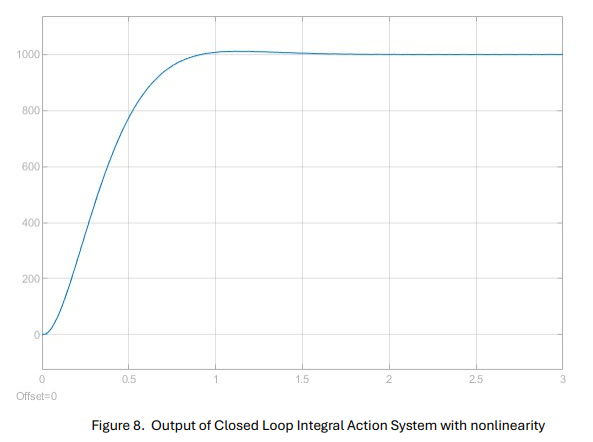 1000
800
600
400
200
0
0 0.5 1 1.5 2 2.5 3
Offset=0
Figure 8. Output of Closed Loop Integral Action System with nonlinearity